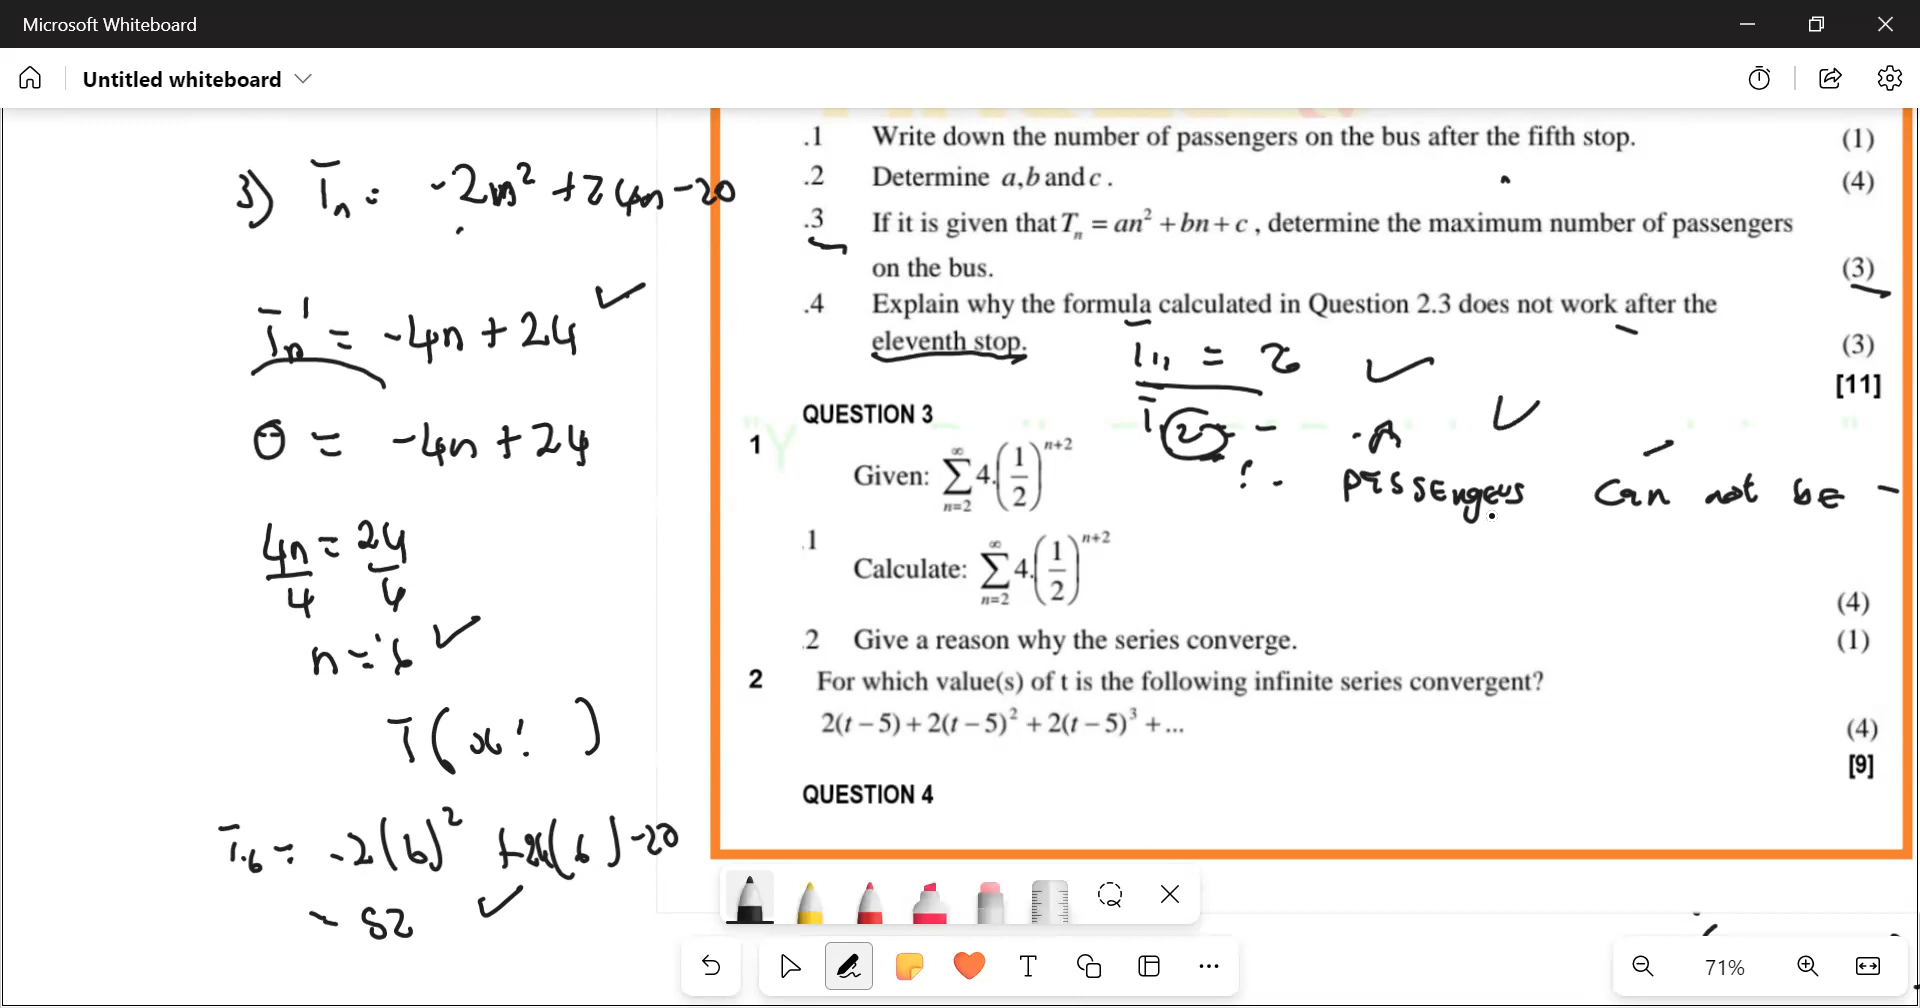 Microsoft Whiteboard
Untitled whiteboard
3) Tn = -2n² + 24n - 20
Tn' = -4n + 24 ✓
0 = -4n + 24
4n = 24
4 4
n = 6 ✓
T(x: )
T6 = -2(6)² + 24(6) - 20
= 52 ✓
.1 Write down the number of passengers on the bus after the fifth stop. (1)
.2 Determine a,b and c . (4)
.3 If it is given that Tₙ = an² + bn + c , determine the maximum number of passengers
on the bus. (3)
.4 Explain why the formula calculated in Question 2.3 does not work after the
eleventh stop. (3)
T11 = ✓
[11]
QUESTION 3
1
Given: ∑_{n=2}^{∞} 4.(1/2)^{n+2}
passengers can not be -
.1
Calculate: ∑_{n=2}^{∞} 4.(1/2)^{n+2}
(4)
.2 Give a reason why the series converge. (1)
2 For which value(s) of t is the following infinite series convergent?
2(t – 5) + 2(t – 5)² + 2(t – 5)³ + ... (4)
[9]
QUESTION 4
T
71%